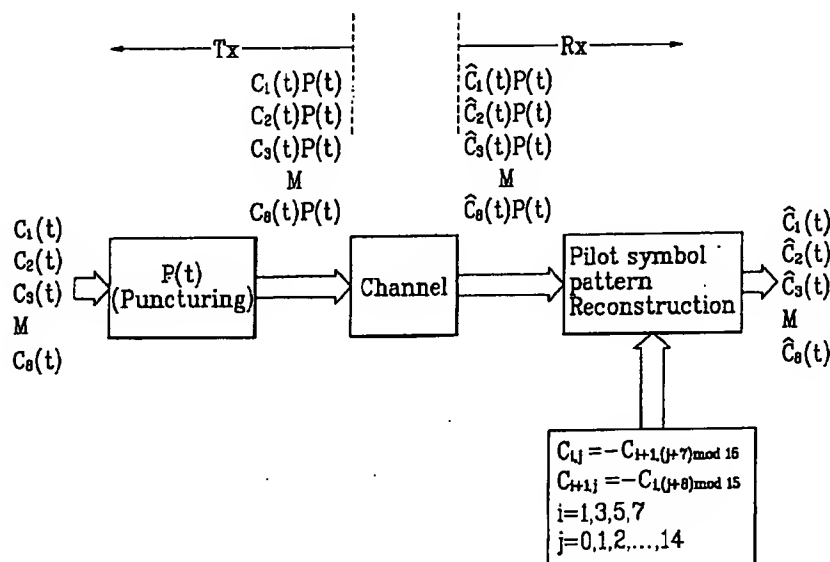 Tx
Rx
C₁(t)P(t)
C₂(t)P(t)
C₃(t)P(t)
M
C₈(t)P(t)
Ĉ₁(t)P(t)
Ĉ₂(t)P(t)
Ĉ₃(t)P(t)
M
Ĉ₈(t)P(t)
C₁(t)
C₂(t)
C₃(t)
M
C₈(t)
P(t)
(Puncturing)
Channel
Pilot symbol
pattern
Reconstruction
Ĉ₁(t)
Ĉ₂(t)
Ĉ₃(t)
M
Ĉ₈(t)
Cᵢ,ⱼ =-Cᵢ₊₁,₍ⱼ₊₇₎mod 15
Cᵢ₊₁,ⱼ =-Cᵢ,₍ⱼ₊₈₎mod 15
i=1,3,5,7
j=0,1,2,...,14